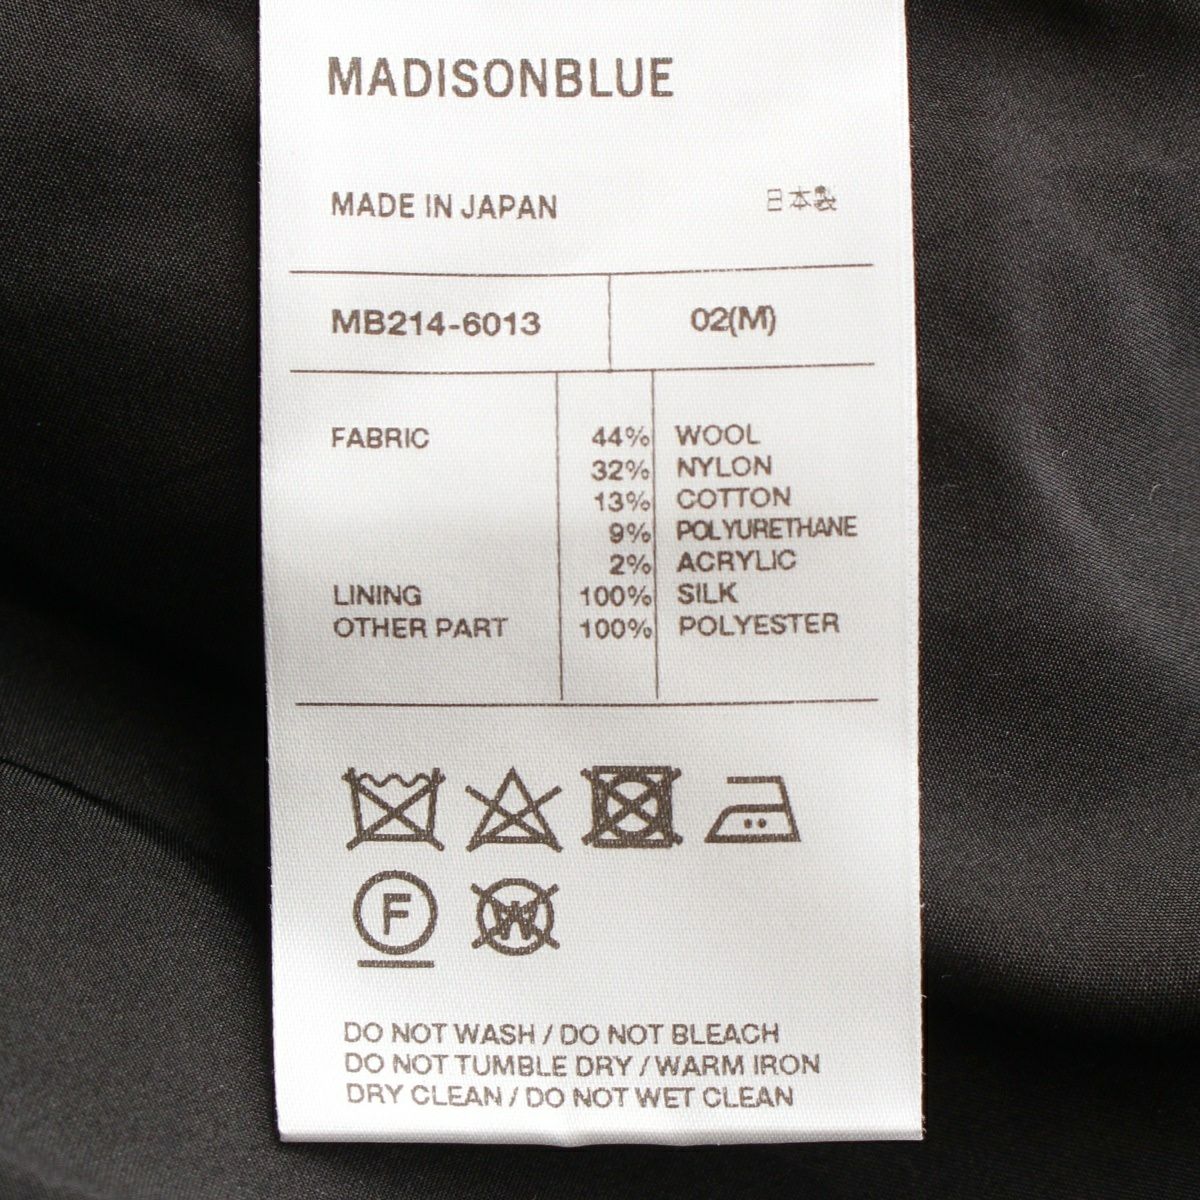 MADISONBLUE
MADE IN JAPAN 日本製
MB214-6013 02(M)
FABRIC 44% WOOL
32% NYLON
13% COTTON
9% POLYURETHANE
2% ACRYLIC
LINING 100% SILK
OTHER PART 100% POLYESTER
F W
DO NOT WASH / DO NOT BLEACH
DO NOT TUMBLE DRY / WARM IRON
DRY CLEAN / DO NOT WET CLEAN